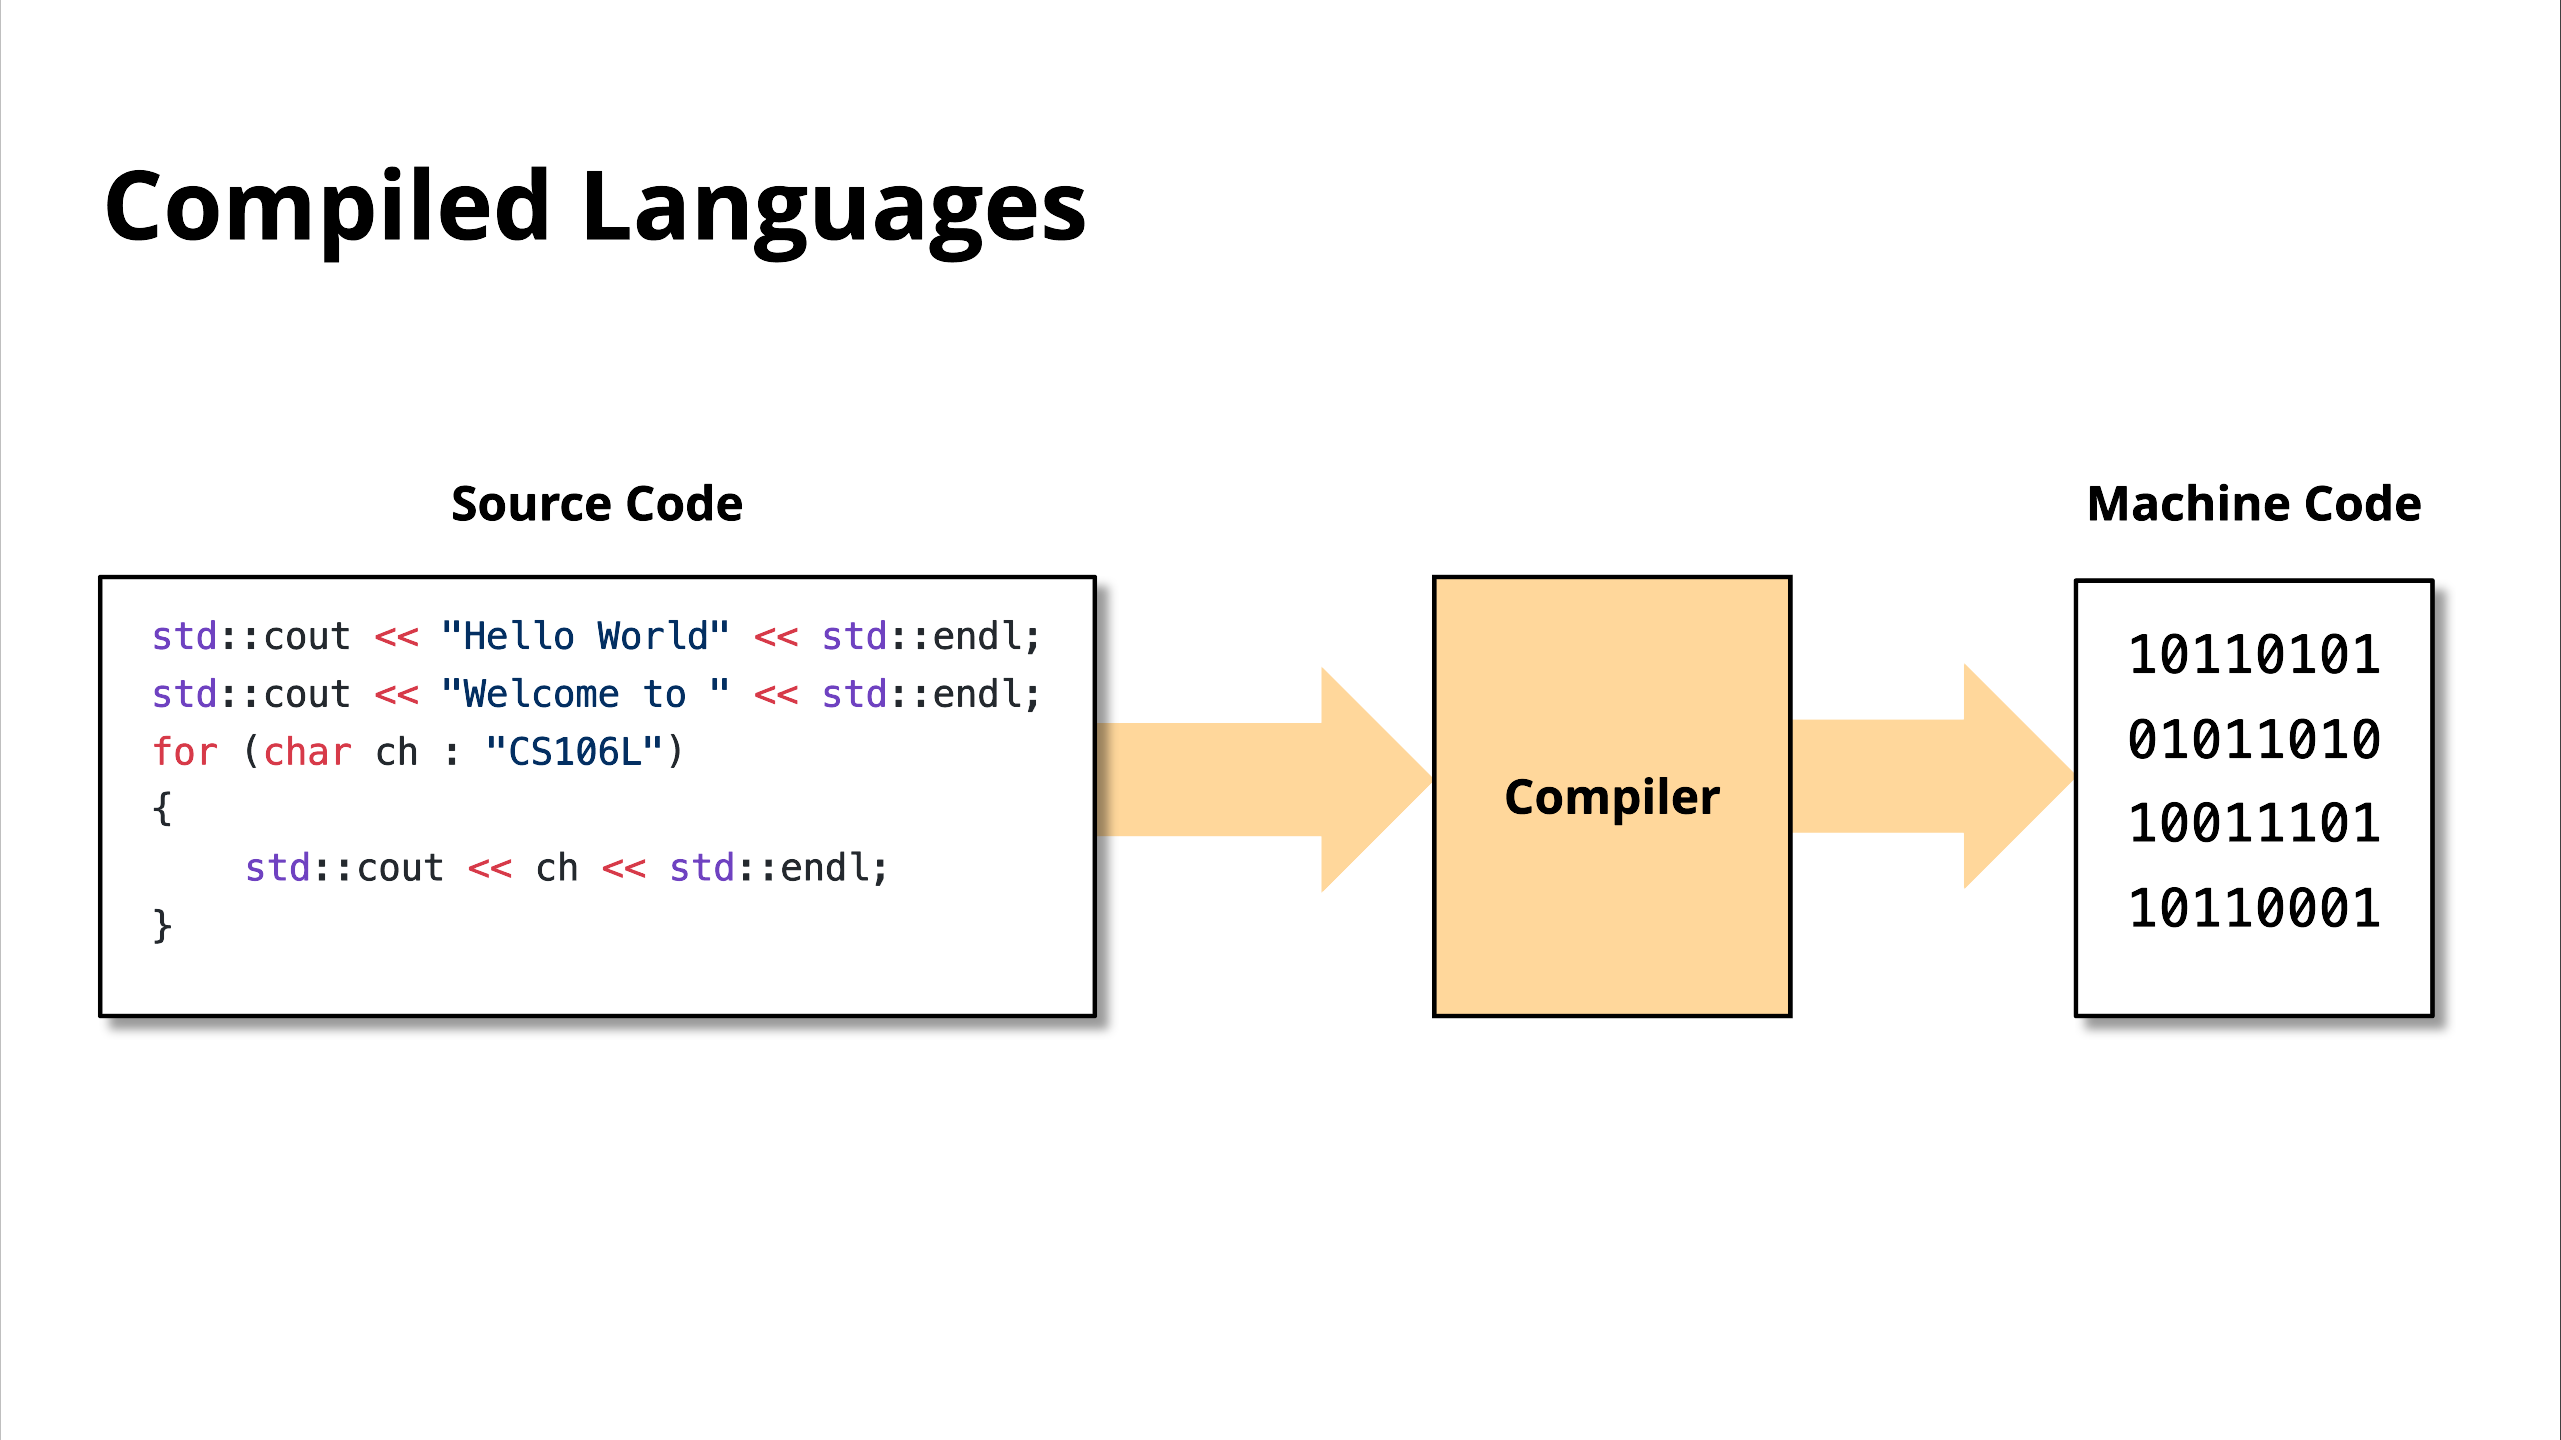 Compiled Languages
Source Code
std::cout << "Hello World" << std::endl;
std::cout << "Welcome to " << std::endl;
for (char ch : "CS106L")
{
    std::cout << ch << std::endl;
}
Compiler
Machine Code
10110101
01011010
10011101
10110001